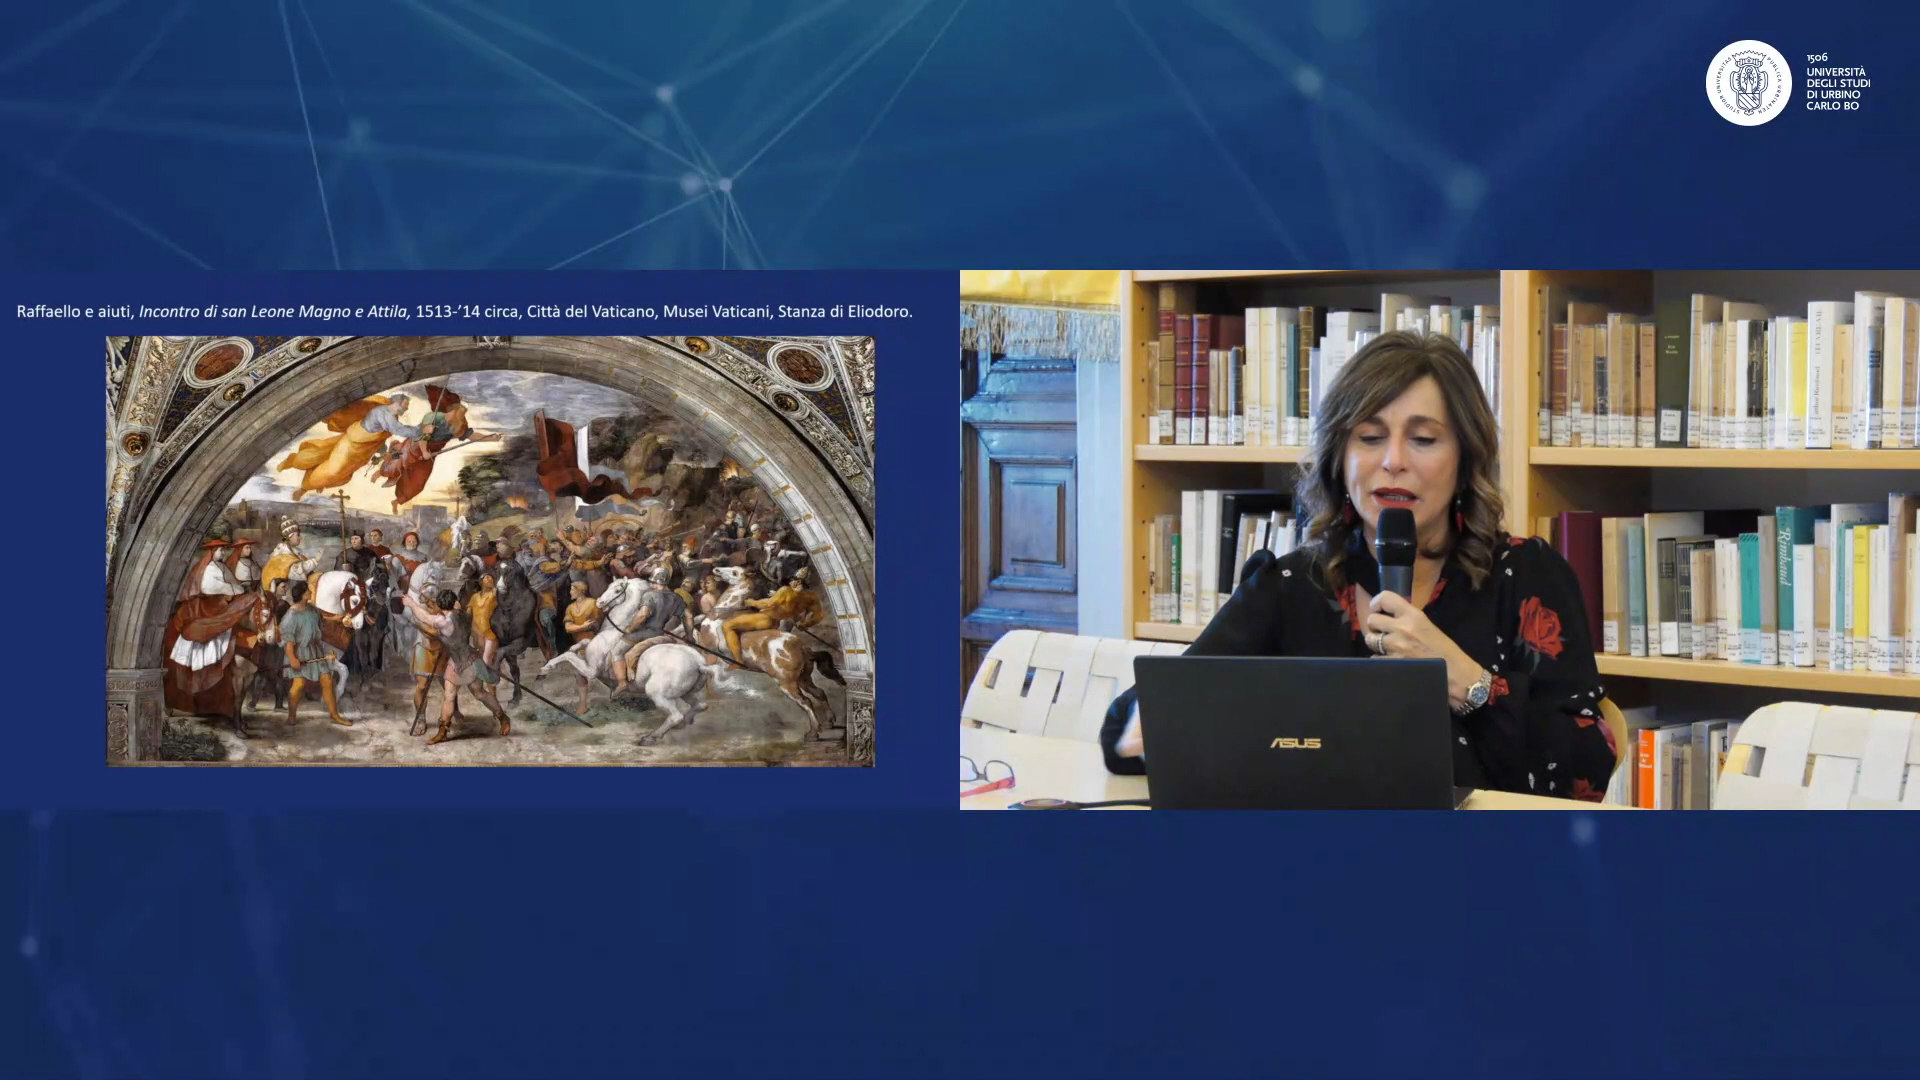 1506
UNIVERSITÀ
DEGLI STUDI
DI URBINO
CARLO BO
Raffaello e aiuti, Incontro di san Leone Magno e Attila, 1513-’14 circa, Città del Vaticano, Musei Vaticani, Stanza di Eliodoro.
Rimbaud
ASUS